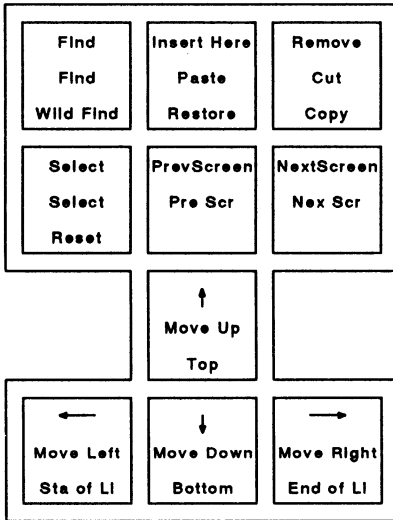 Find
Find
Wild Find
Insert Here
Paste
Restore
Remove
Cut
Copy
Select
Select
Reset
PrevScreen
Pre Scr
NextScreen
Nex Scr
↑
Move Up
Top
←
Move Left
Sta of Li
↓
Move Down
Bottom
→
Move Right
End of Li